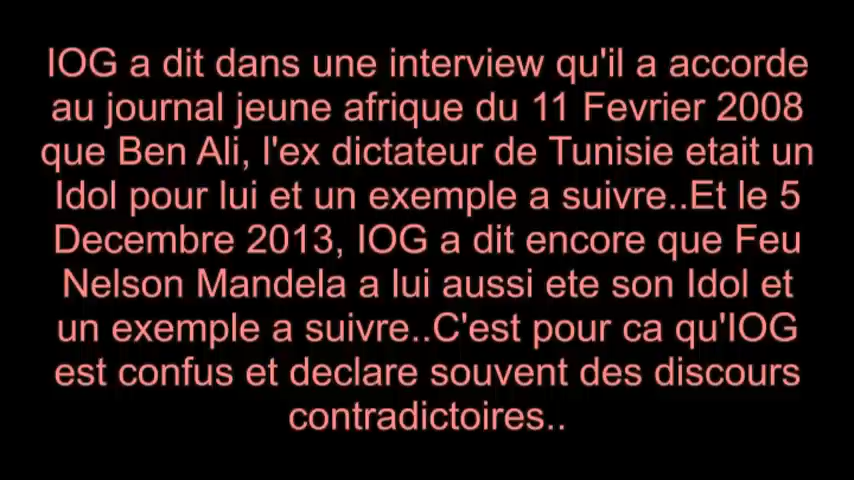 IOG a dit dans une interview qu'il a accorde
au journal jeune afrique du 11 Fevrier 2008
que Ben Ali, l'ex dictateur de Tunisie etait un
Idol pour lui et un exemple a suivre..Et le 5
Decembre 2013, IOG a dit encore que Feu
Nelson Mandela a lui aussi ete son Idol et
un exemple a suivre..C'est pour ca qu'IOG
est confus et declare souvent des discours
contradictoires..